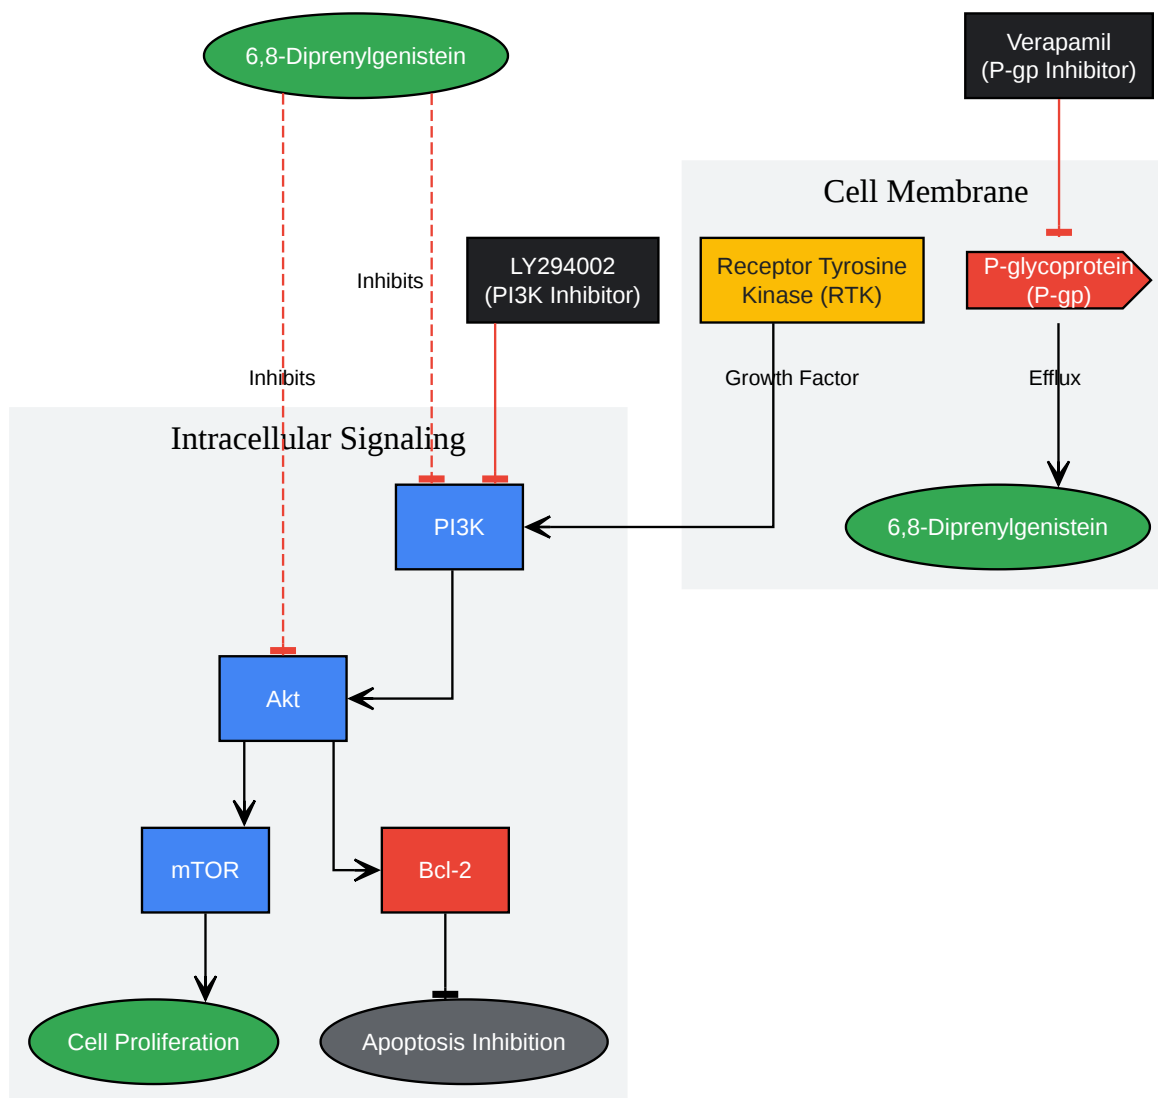 6,8-Diprenylgenistein
Verapamil
(P-gp Inhibitor)
Cell Membrane
Inhibits
LY294002
(PI3K Inhibitor)
Receptor Tyrosine
Kinase (RTK)
P-glycoprotein
(P-gp)
Inhibits
Growth Factor
Efflux
Intracellular Signaling
PI3K
6,8-Diprenylgenistein
Akt
mTOR
Bcl-2
Cell Proliferation
Apoptosis Inhibition